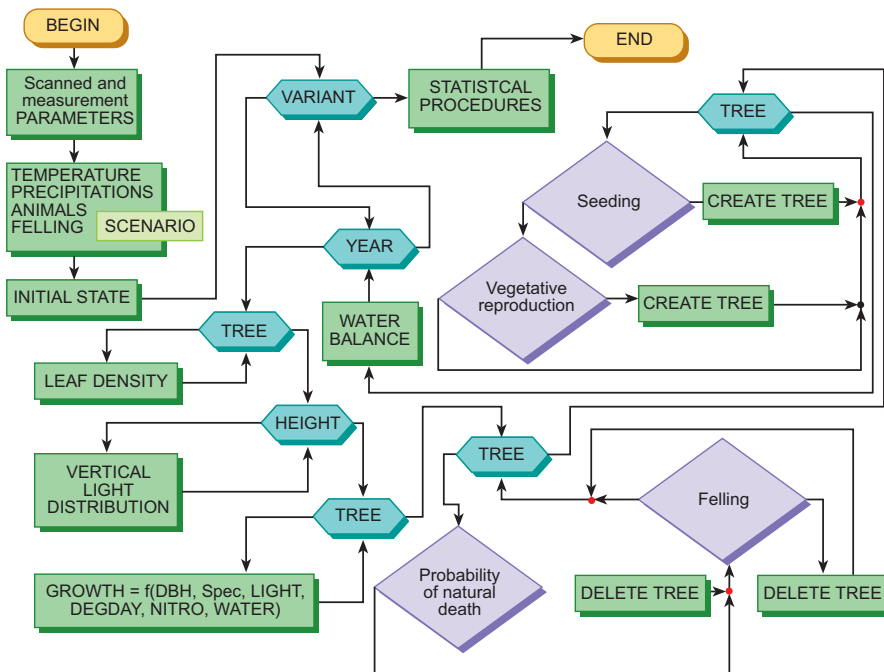 BEGIN
Scanned and
measurement
PARAMETERS
TEMPERATURE
PRECIPITATIONS
ANIMALS
FELLING
SCENARIO
INITIAL STATE
VARIANT
STATISTCAL
PROCEDURES
END
YEAR
WATER
BALANCE
TREE
LEAF DENSITY
HEIGHT
VERTICAL
LIGHT
DISTRIBUTION
TREE
GROWTH = f(DBH, Spec, LIGHT,
DEGDAY, NITRO, WATER)
TREE
Probability
of natural
death
DELETE TREE
Felling
DELETE TREE
TREE
Seeding
CREATE TREE
Vegetative
reproduction
CREATE TREE